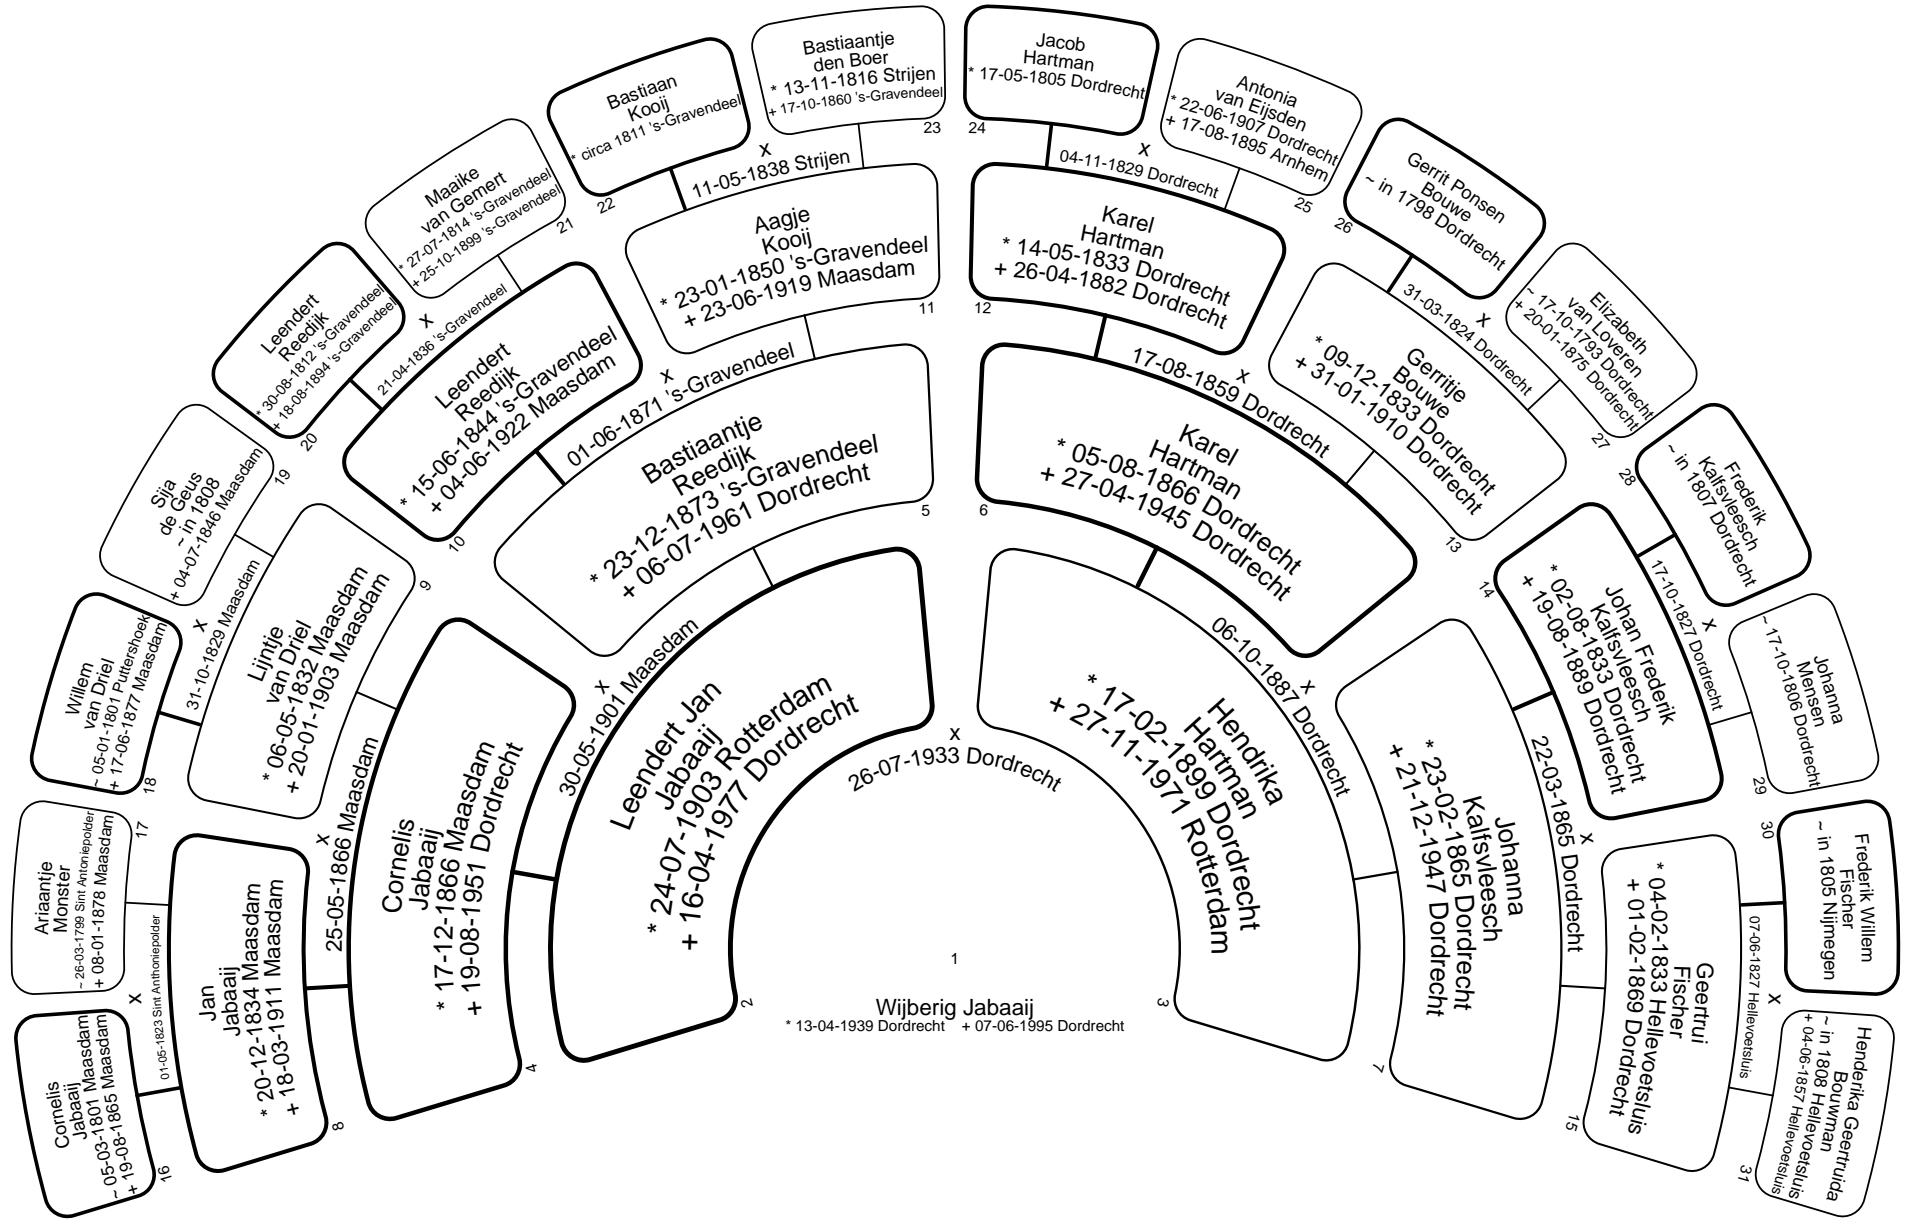 1
Wijberig Jabaaij
* 13-04-1939 Dordrecht + 07-06-1995 Dordrecht
Leendert Jan
Jabaaij
* 24-07-1903 Rotterdam
+ 16-04-1977 Dordrecht
2
x
26-07-1933 Dordrecht
Hendrika
Hartman
* 17-02-1899 Dordrecht
+ 27-11-1971 Rotterdam
3
Cornelis
Jabaaij
* 17-12-1866 Maasdam
+ 19-08-1951 Dordrecht
4
x
30-05-1901 Maasdam
Bastiaantje
Reedijk
* 23-12-1873 's-Gravendeel
+ 06-07-1961 Dordrecht
5
Karel
Hartman
* 05-08-1866 Dordrecht
+ 27-04-1945 Dordrecht
6
x
06-10-1887 Dordrecht
Johanna
Kalfsvleesch
* 23-02-1865 Dordrecht
+ 21-12-1947 Dordrecht
7
Jan
Jabaaij
* 20-12-1834 Maasdam
+ 18-03-1911 Maasdam
8
x
25-05-1866 Maasdam
Lijntje
van Driel
* 06-05-1832 Maasdam
+ 20-01-1903 Maasdam
9
Leendert
Reedijk
* 15-06-1844 's-Gravendeel
+ 04-06-1922 Maasdam
10
x
01-06-1871 's-Gravendeel
Aagje
Kooij
* 23-01-1850 's-Gravendeel
+ 23-06-1919 Maasdam
11
Karel
Hartman
* 14-05-1833 Dordrecht
+ 26-04-1882 Dordrecht
12
x
17-08-1859 Dordrecht
Gerritje
Bouwe
* 09-12-1833 Dordrecht
+ 31-01-1910 Dordrecht
13
Johan Frederik
Kalfsvleesch
* 02-08-1833 Dordrecht
+ 19-08-1889 Dordrecht
14
x
22-03-1865 Dordrecht
Geertrui
Fischer
* 04-02-1833 Hellevoetsluis
+ 01-02-1869 Dordrecht
15
Cornelis
Jabaaij
~ 05-03-1801 Maasdam
+ 19-08-1865 Maasdam
16
x
01-05-1823 Sint Anthoniepolder
Ariaantje
Monster
~ 26-03-1799 Sint Antoniepolder
+ 08-01-1878 Maasdam
17
Willem
van Driel
~ 05-01-1801 Puttershoek
+ 17-06-1877 Maasdam
18
x
31-10-1829 Maasdam
Sija
de Geus
~ in 1808
+ 04-07-1846 Maasdam
19
Leendert
Reedijk
* 30-08-1812 's-Gravendeel
+ 18-08-1894 's-Gravendeel
20
x
21-04-1836 's-Gravendeel
Maaike
van Gemert
* 27-07-1814 's-Gravendeel
+ 25-10-1899 's-Gravendeel
21
Bastiaan
Kooij
* circa 1811 's-Gravendeel
22
x
11-05-1838 Strijen
Bastiaantje
den Boer
* 13-11-1816 Strijen
+ 17-10-1860 's-Gravendeel
23
Jacob
Hartman
* 17-05-1805 Dordrecht
24
x
04-11-1829 Dordrecht
Antonia
van Eijsden
* 22-06-1907 Dordrecht
+ 17-08-1895 Arnhem
25
Gerrit Ponsen
Bouwe
~ in 1798 Dordrecht
26
x
31-03-1824 Dordrecht
Elizabeth
van Loveren
~ 17-10-1793 Dordrecht
+ 20-01-1875 Dordrecht
27
Frederik
Kalfsvleesch
~ in 1807 Dordrecht
28
x
17-10-1827 Dordrecht
Johanna
Mensen
~ 17-10-1806 Dordrecht
29
Frederik Willem
Fischer
~ in 1805 Nijmegen
30
x
07-06-1827 Hellevoetsluis
Henderika Geertruida
Bouwman
~ in 1808 Hellevoetsluis
+ 04-06-1857 Hellevoetsluis
31